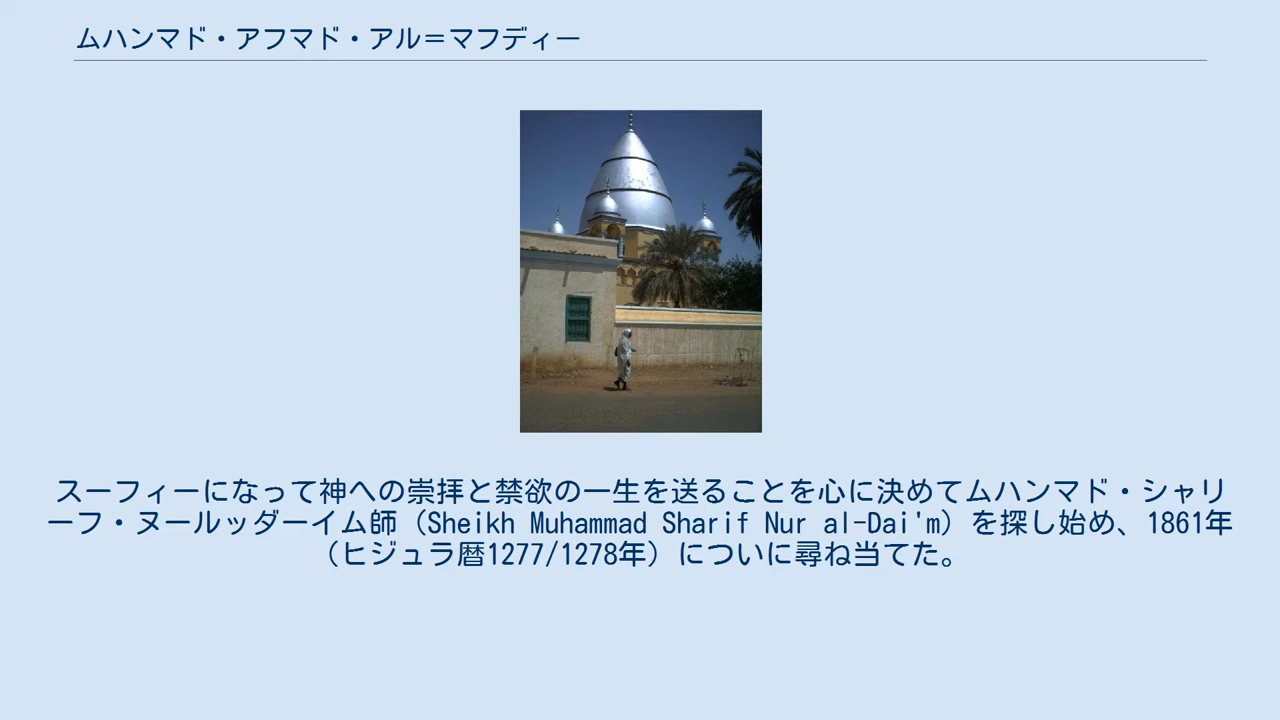 ムハンマド・アフマド・アル＝マフディー
スーフィーになって神への崇拝と禁欲の一生を送ることを心に決めてムハンマド・シャリ
ーフ・ヌールッダーイム師（Sheikh Muhammad Sharif Nur al-Dai'm）を探し始め、1861年
（ヒジュラ暦1277/1278年）についに尋ね当てた。